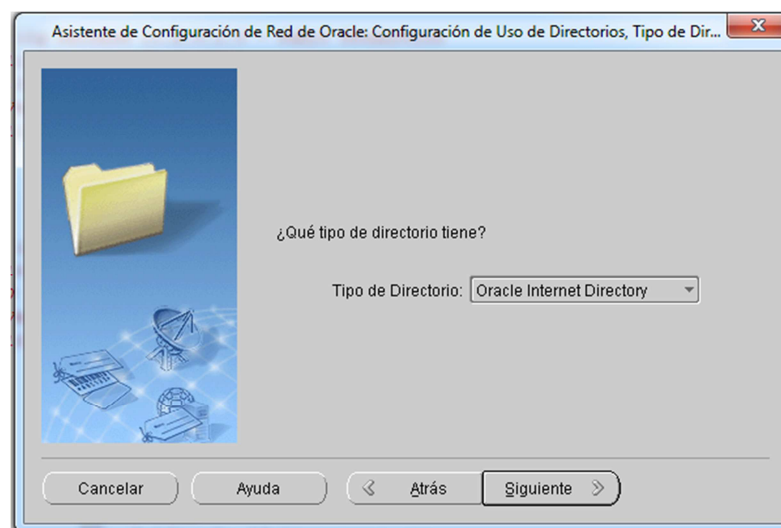 Asistente de Configuración de Red de Oracle: Configuración de Uso de Directorios, Tipo de Dir...
¿Qué tipo de directorio tiene?
Tipo de Directorio: Oracle Internet Directory
Cancelar Ayuda Atrás Siguiente